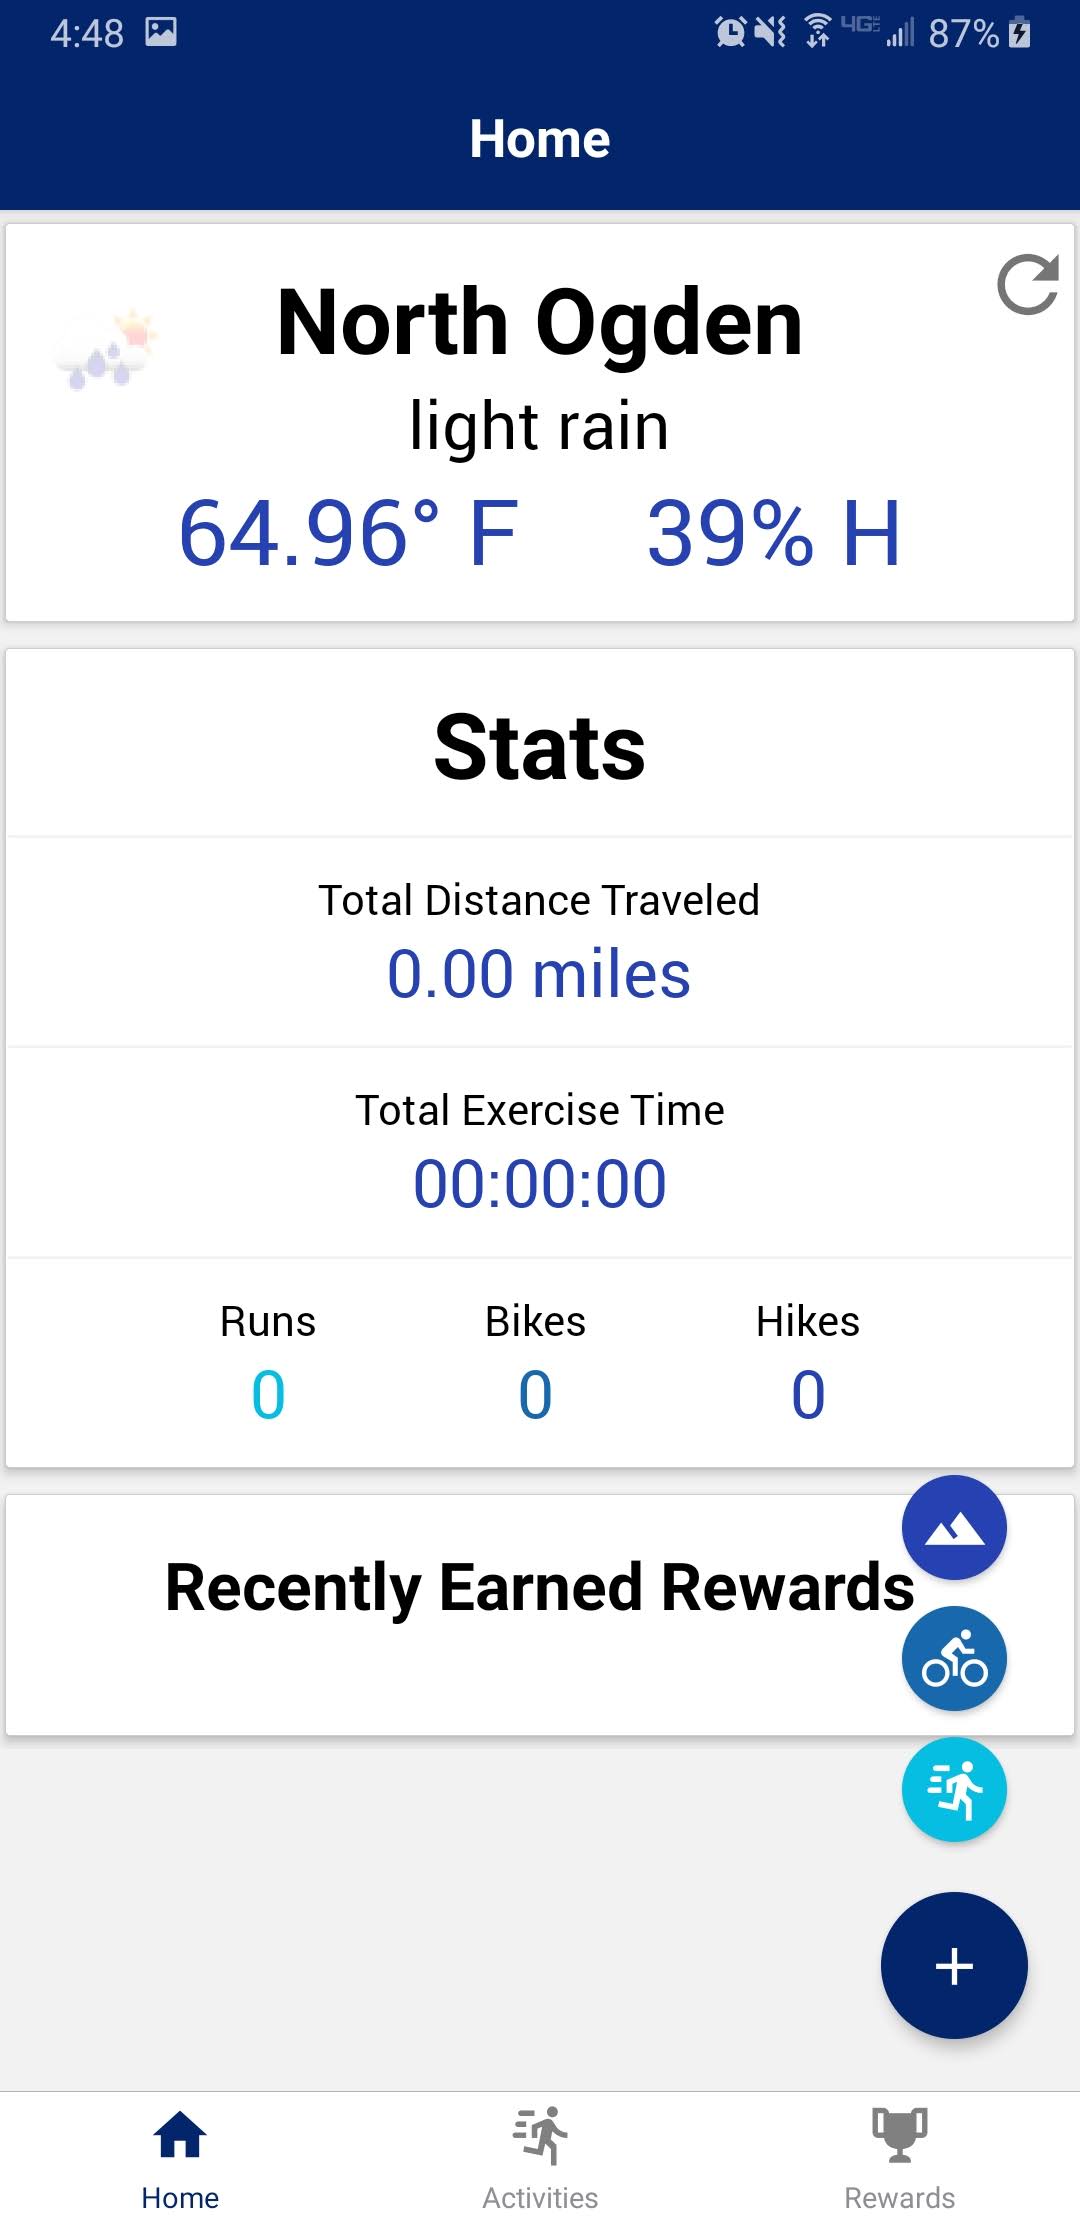 4:48 4G LTE 87%
Home
North Ogden
light rain
64.96° F 39% H
Stats
Total Distance Traveled
0.00 miles
Total Exercise Time
00:00:00
Runs Bikes Hikes
0 0 0
Recently Earned Rewards
Home Activities Rewards